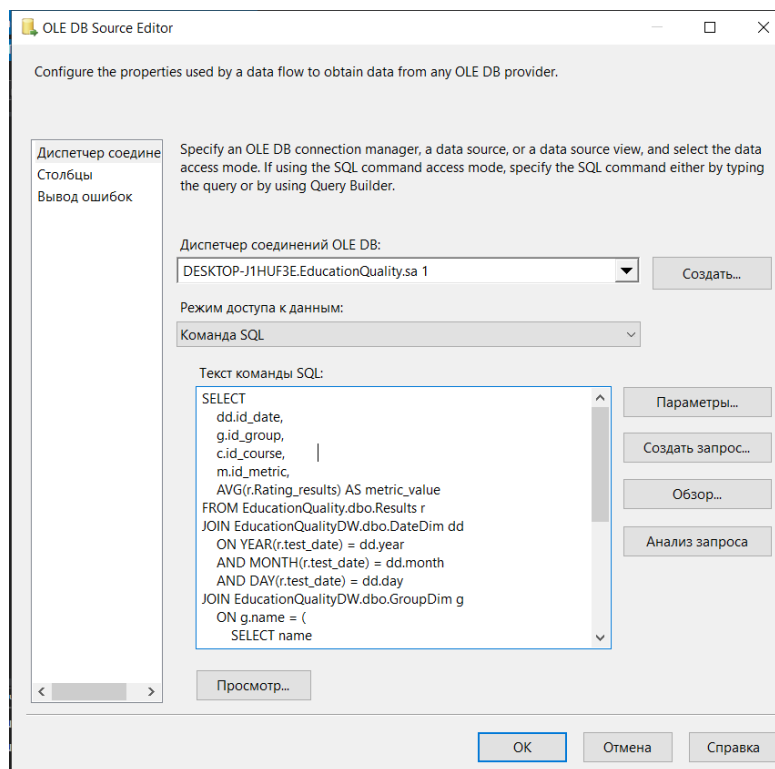 OLE DB Source Editor
Configure the properties used by a data flow to obtain data from any OLE DB provider.
Диспетчер соедине
Столбцы
Вывод ошибок
Specify an OLE DB connection manager, a data source, or a data source view, and select the data
access mode. If using the SQL command access mode, specify the SQL command either by typing
the query or by using Query Builder.
Диспетчер соединений OLE DB:
DESKTOP-J1HUF3E.EducationQuality.sa 1
Создать...
Режим доступа к данным:
Команда SQL
Текст команды SQL:
SELECT
dd.id_date,
g.id_group,
c.id_course,
m.id_metric,
AVG(r.Rating_results) AS metric_value
FROM EducationQuality.dbo.Results r
JOIN EducationQualityDW.dbo.DateDim dd
ON YEAR(r.test_date) = dd.year
AND MONTH(r.test_date) = dd.month
AND DAY(r.test_date) = dd.day
JOIN EducationQualityDW.dbo.GroupDim g
ON g.name = (
SELECT name
Параметры...
Создать запрос...
Обзор...
Анализ запроса
Просмотр...
OK
Отмена
Справка